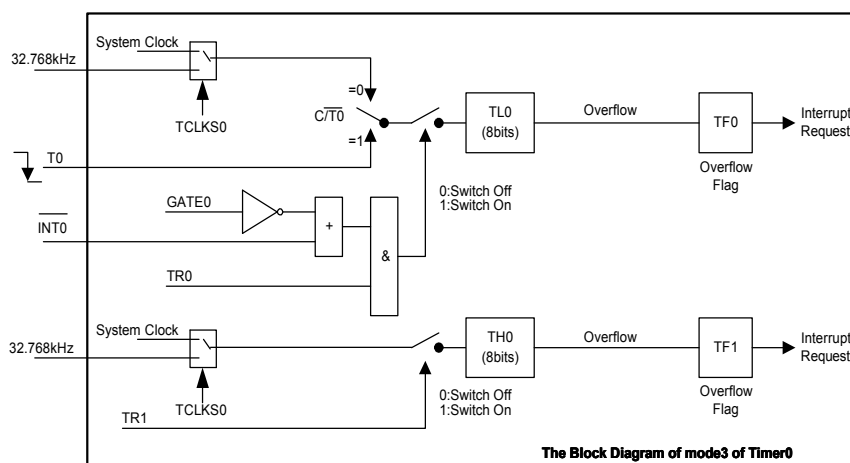 System Clock
32.768kHz
TCLKS0
=0
C/T0
=1
T0
TL0
(8bits)
Overflow
TF0
Interrupt
Request
Overflow
Flag
0:Switch Off
1:Switch On
GATE0
INT0
+
&
TR0
System Clock
32.768kHz
TCLKS0
TR1
TH0
(8bits)
Overflow
TF1
Interrupt
Request
Overflow
Flag
0:Switch Off
1:Switch On
The Block Diagram of mode3 of Timer0